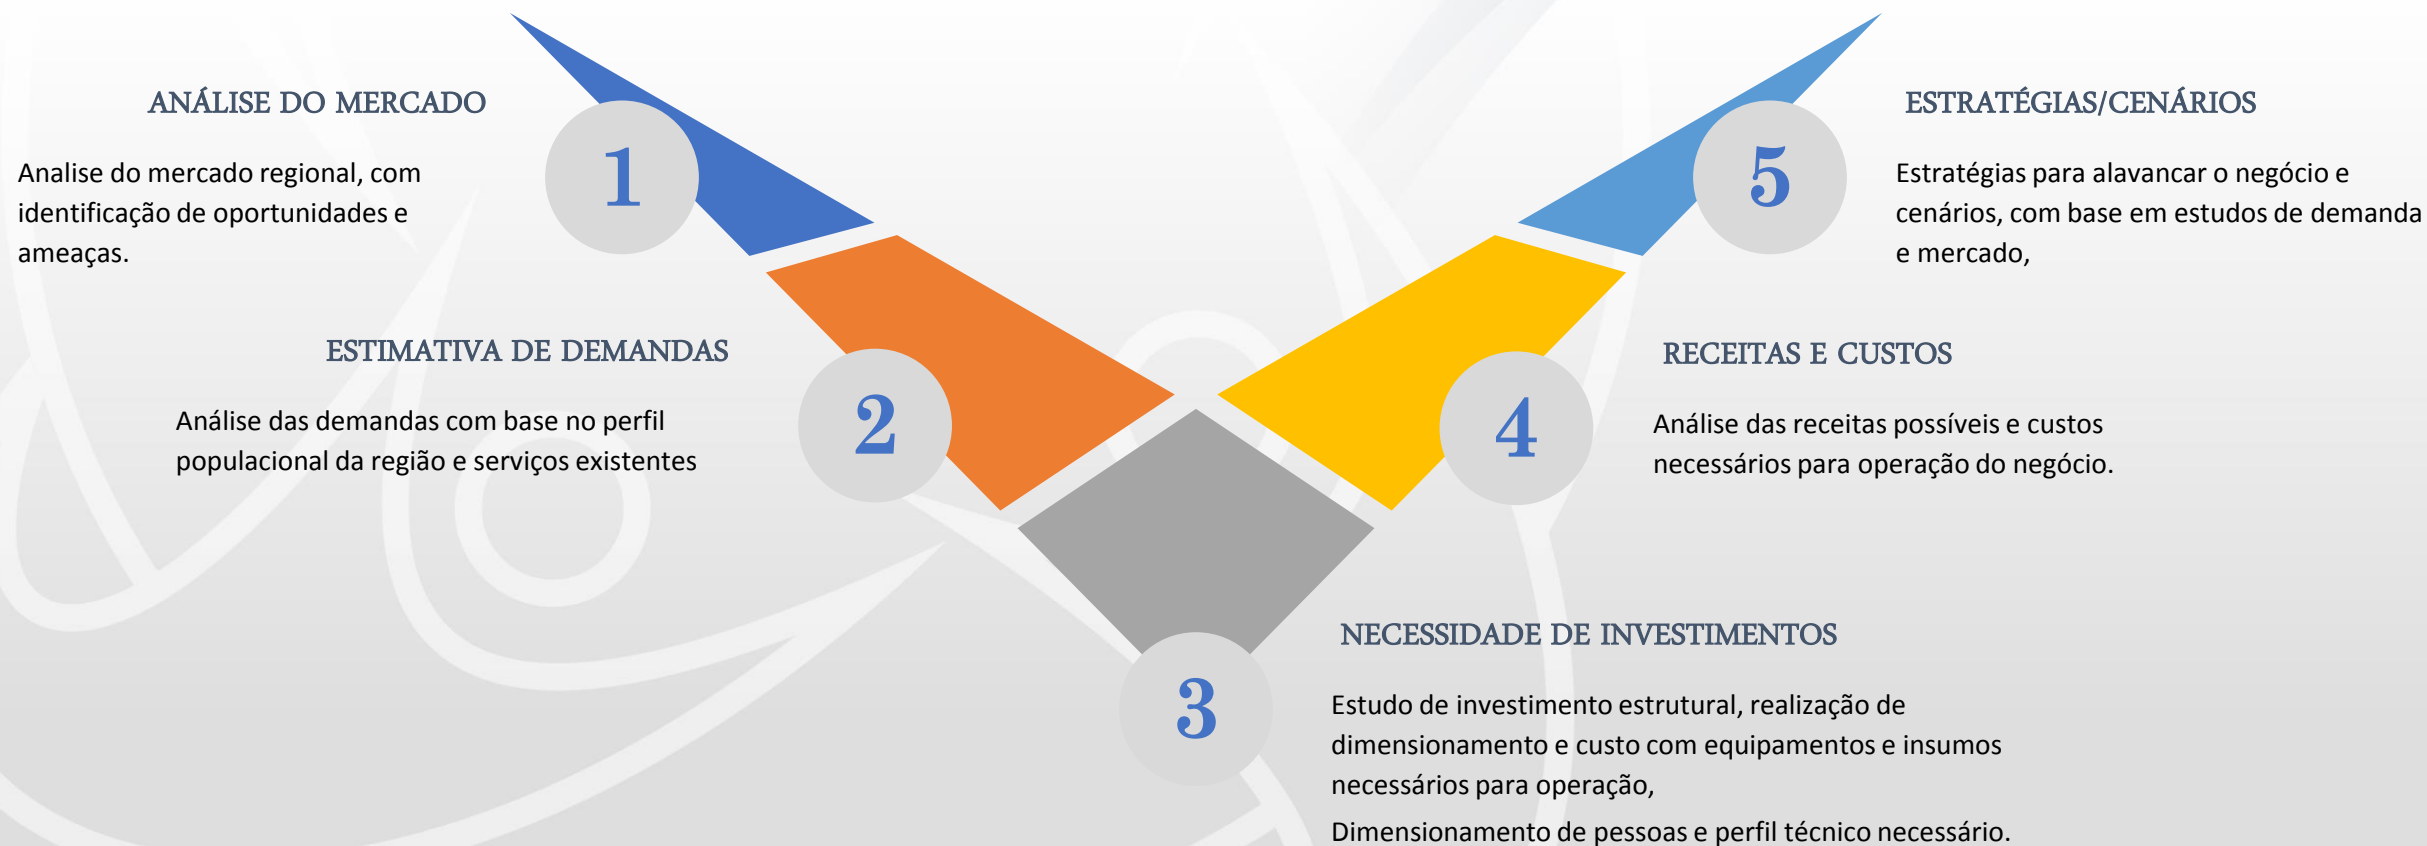 ANÁLISE DO MERCADO
Analise do mercado regional, com
identificação de oportunidades e
ameaças.
1
ESTIMATIVA DE DEMANDAS
Análise das demandas com base no perfil
populacional da região e serviços existentes
2
3
NECESSIDADE DE INVESTIMENTOS
Estudo de investimento estrutural, realização de
dimensionamento e custo com equipamentos e insumos
necessários para operação,
Dimensionamento de pessoas e perfil técnico necessário.
4
RECEITAS E CUSTOS
Análise das receitas possíveis e custos
necessários para operação do negócio.
5
ESTRATÉGIAS/CENÁRIOS
Estratégias para alavancar o negócio e
cenários, com base em estudos de demanda
e mercado,